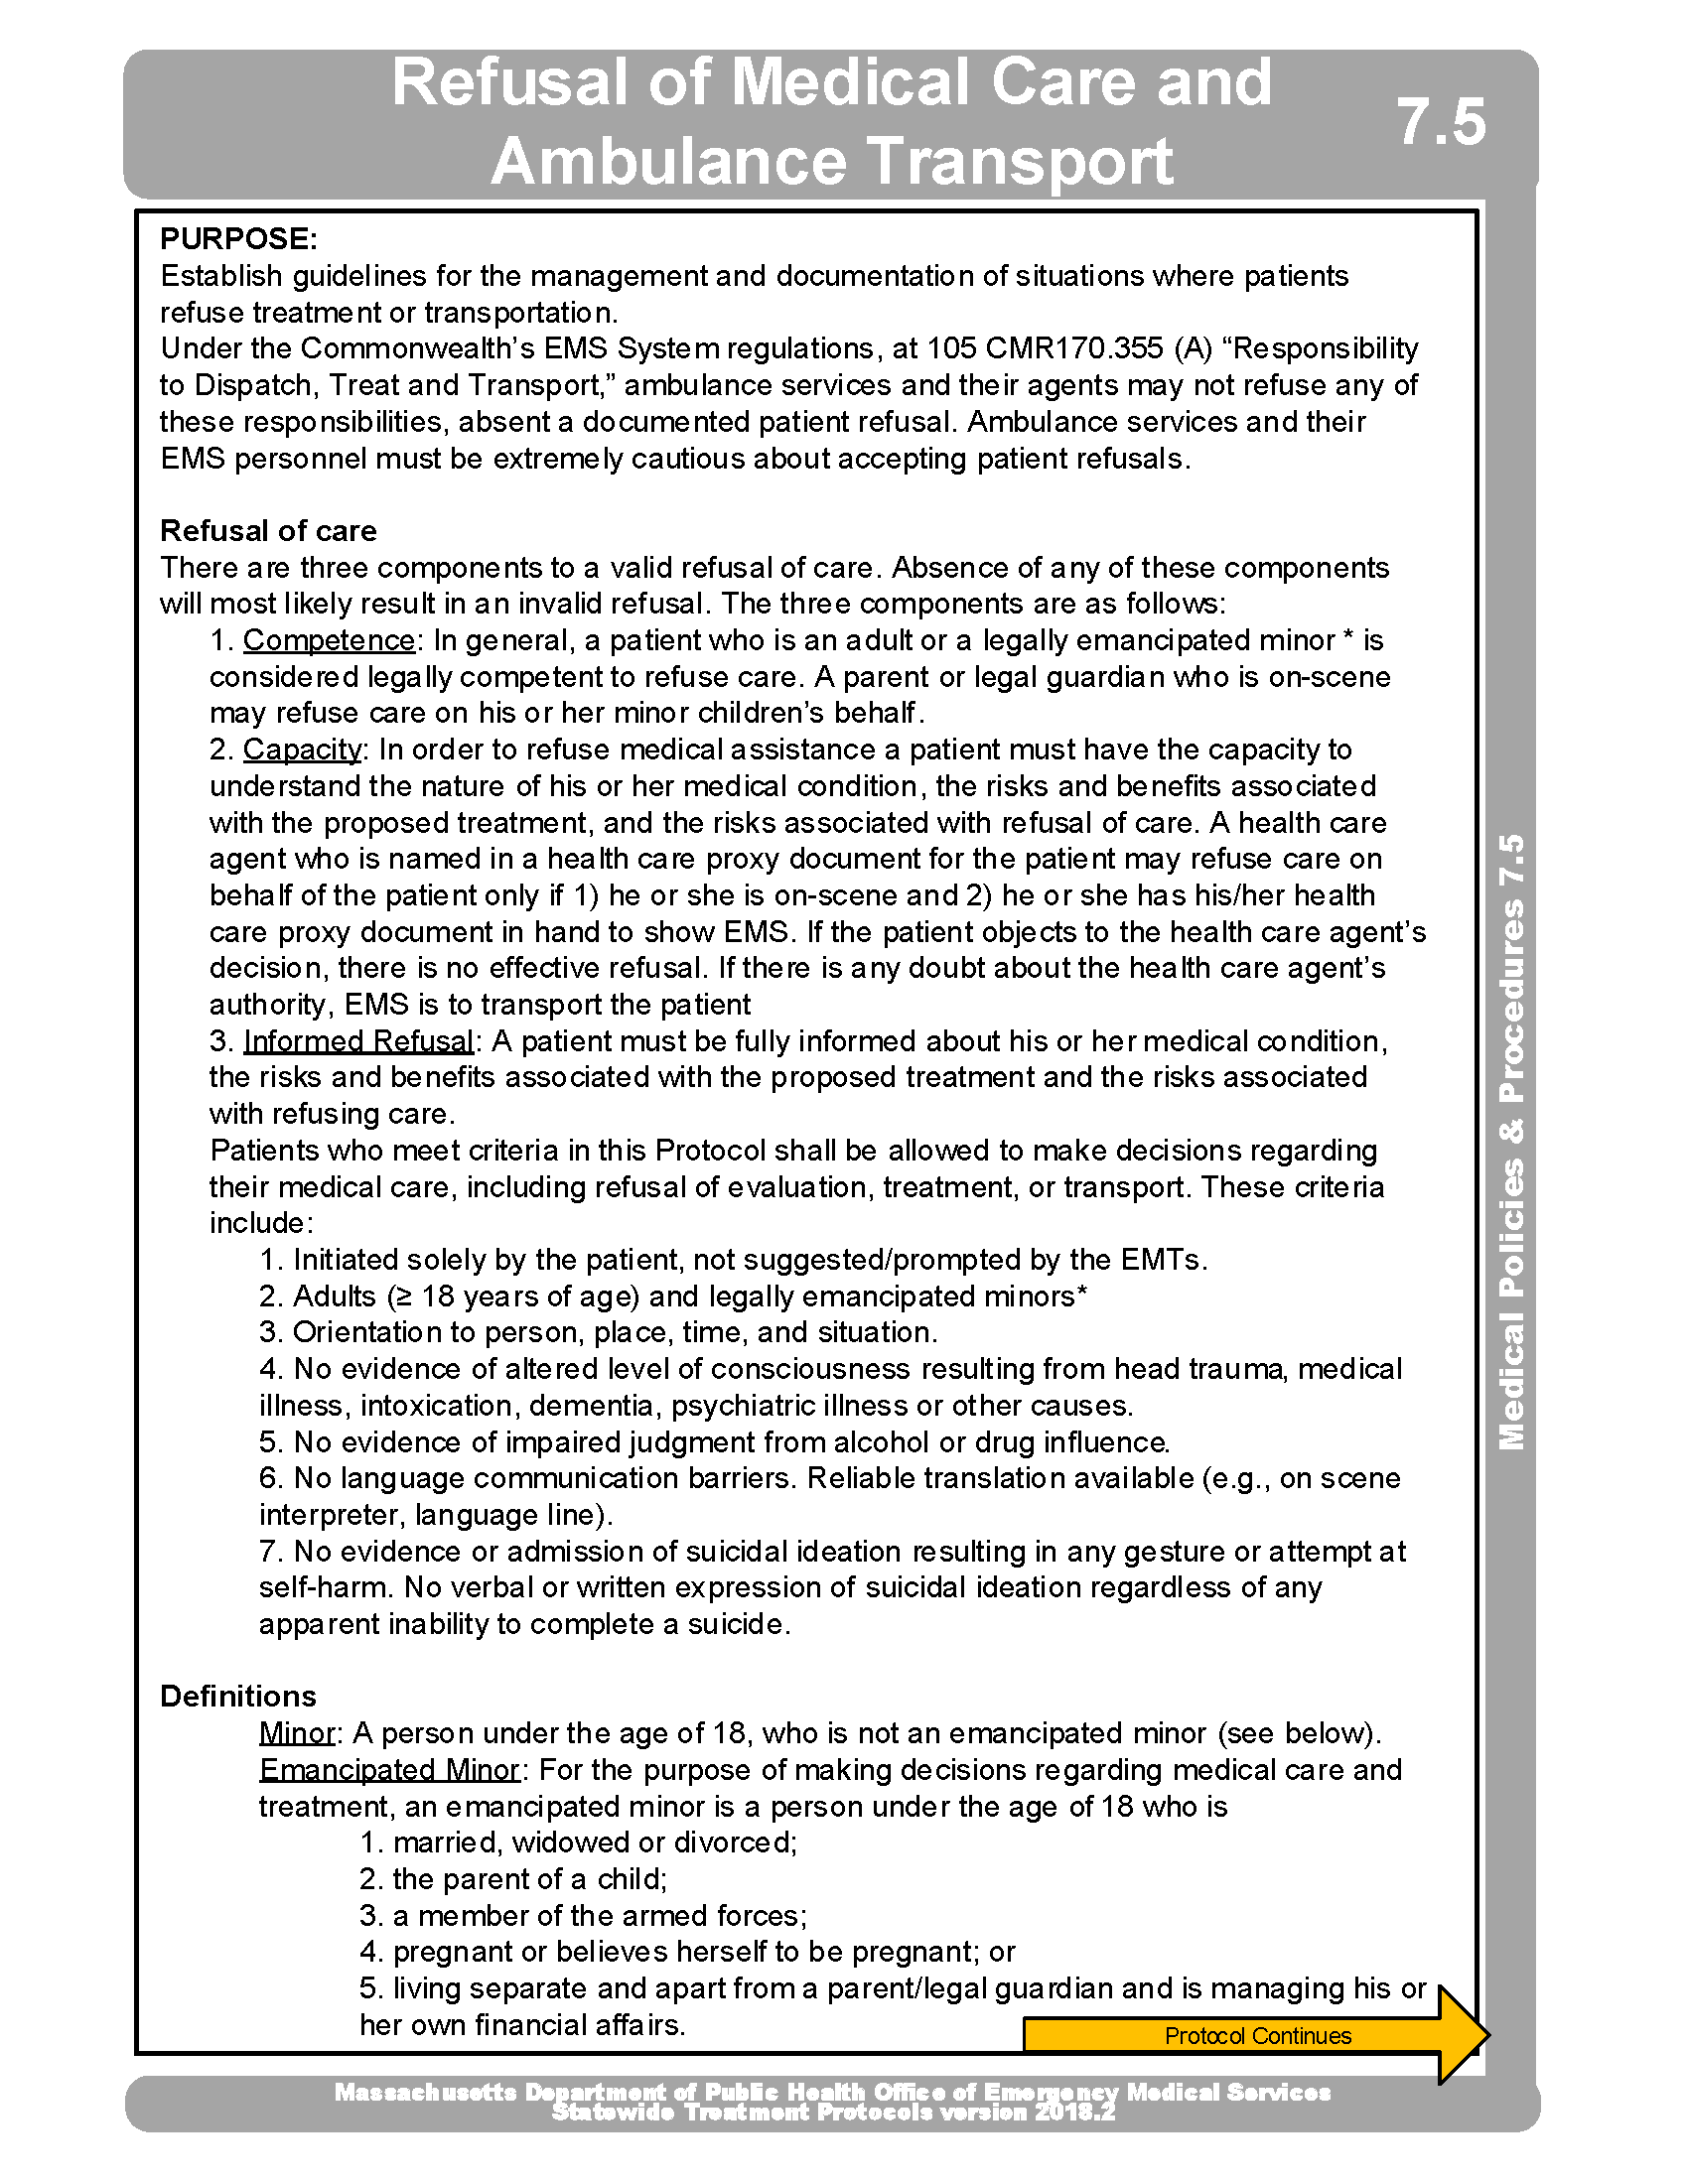 Refusal of Medical Care and
Ambulance Transport
7.5
PURPOSE:
Establish guidelines for the management and documentation of situations where patients
refuse treatment or transportation.
Under the Commonwealth’s EMS System regulations, at 105 CMR170.355 (A) “Responsibility
to Dispatch, Treat and Transport,” ambulance services and their agents may not refuse any of
these responsibilities, absent a documented patient refusal. Ambulance services and their
EMS personnel must be extremely cautious about accepting patient refusals.
Refusal of care
There are three components to a valid refusal of care. Absence of any of these components
will most likely result in an invalid refusal. The three components are as follows:
1. Competence: In general, a patient who is an adult or a legally emancipated minor * is
considered legally competent to refuse care. A parent or legal guardian who is on-scene
may refuse care on his or her minor children’s behalf.
2. Capacity: In order to refuse medical assistance a patient must have the capacity to
understand the nature of his or her medical condition, the risks and benefits associated
with the proposed treatment, and the risks associated with refusal of care. A health care
agent who is named in a health care proxy document for the patient may refuse care on
behalf of the patient only if 1) he or she is on-scene and 2) he or she has his/her health
care proxy document in hand to show EMS. If the patient objects to the health care agent’s
decision, there is no effective refusal. If there is any doubt about the health care agent’s
authority, EMS is to transport the patient
3. Informed Refusal: A patient must be fully informed about his or her medical condition,
the risks and benefits associated with the proposed treatment and the risks associated
with refusing care.
Patients who meet criteria in this Protocol shall be allowed to make decisions regarding
their medical care, including refusal of evaluation, treatment, or transport. These criteria
include:
1. Initiated solely by the patient, not suggested/prompted by the EMTs.
2. Adults (≥ 18 years of age) and legally emancipated minors*
3. Orientation to person, place, time, and situation.
4. No evidence of altered level of consciousness resulting from head trauma, medical
illness, intoxication, dementia, psychiatric illness or other causes.
5. No evidence of impaired judgment from alcohol or drug influence.
6. No language communication barriers. Reliable translation available (e.g., on scene
interpreter, language line).
7. No evidence or admission of suicidal ideation resulting in any gesture or attempt at
self-harm. No verbal or written expression of suicidal ideation regardless of any
apparent inability to complete a suicide.
Definitions
Minor: A person under the age of 18, who is not an emancipated minor (see below).
Emancipated Minor: For the purpose of making decisions regarding medical care and
treatment, an emancipated minor is a person under the age of 18 who is
1. married, widowed or divorced;
2. the parent of a child;
3. a member of the armed forces;
4. pregnant or believes herself to be pregnant; or
5. living separate and apart from a parent/legal guardian and is managing his or
her own financial affairs.
Protocol Continues
Medical Policies & Procedures 7.5
Massachusetts Department of Public Health Office of Emergency Medical Services
Statewide Treatment Protocols version 2018.2